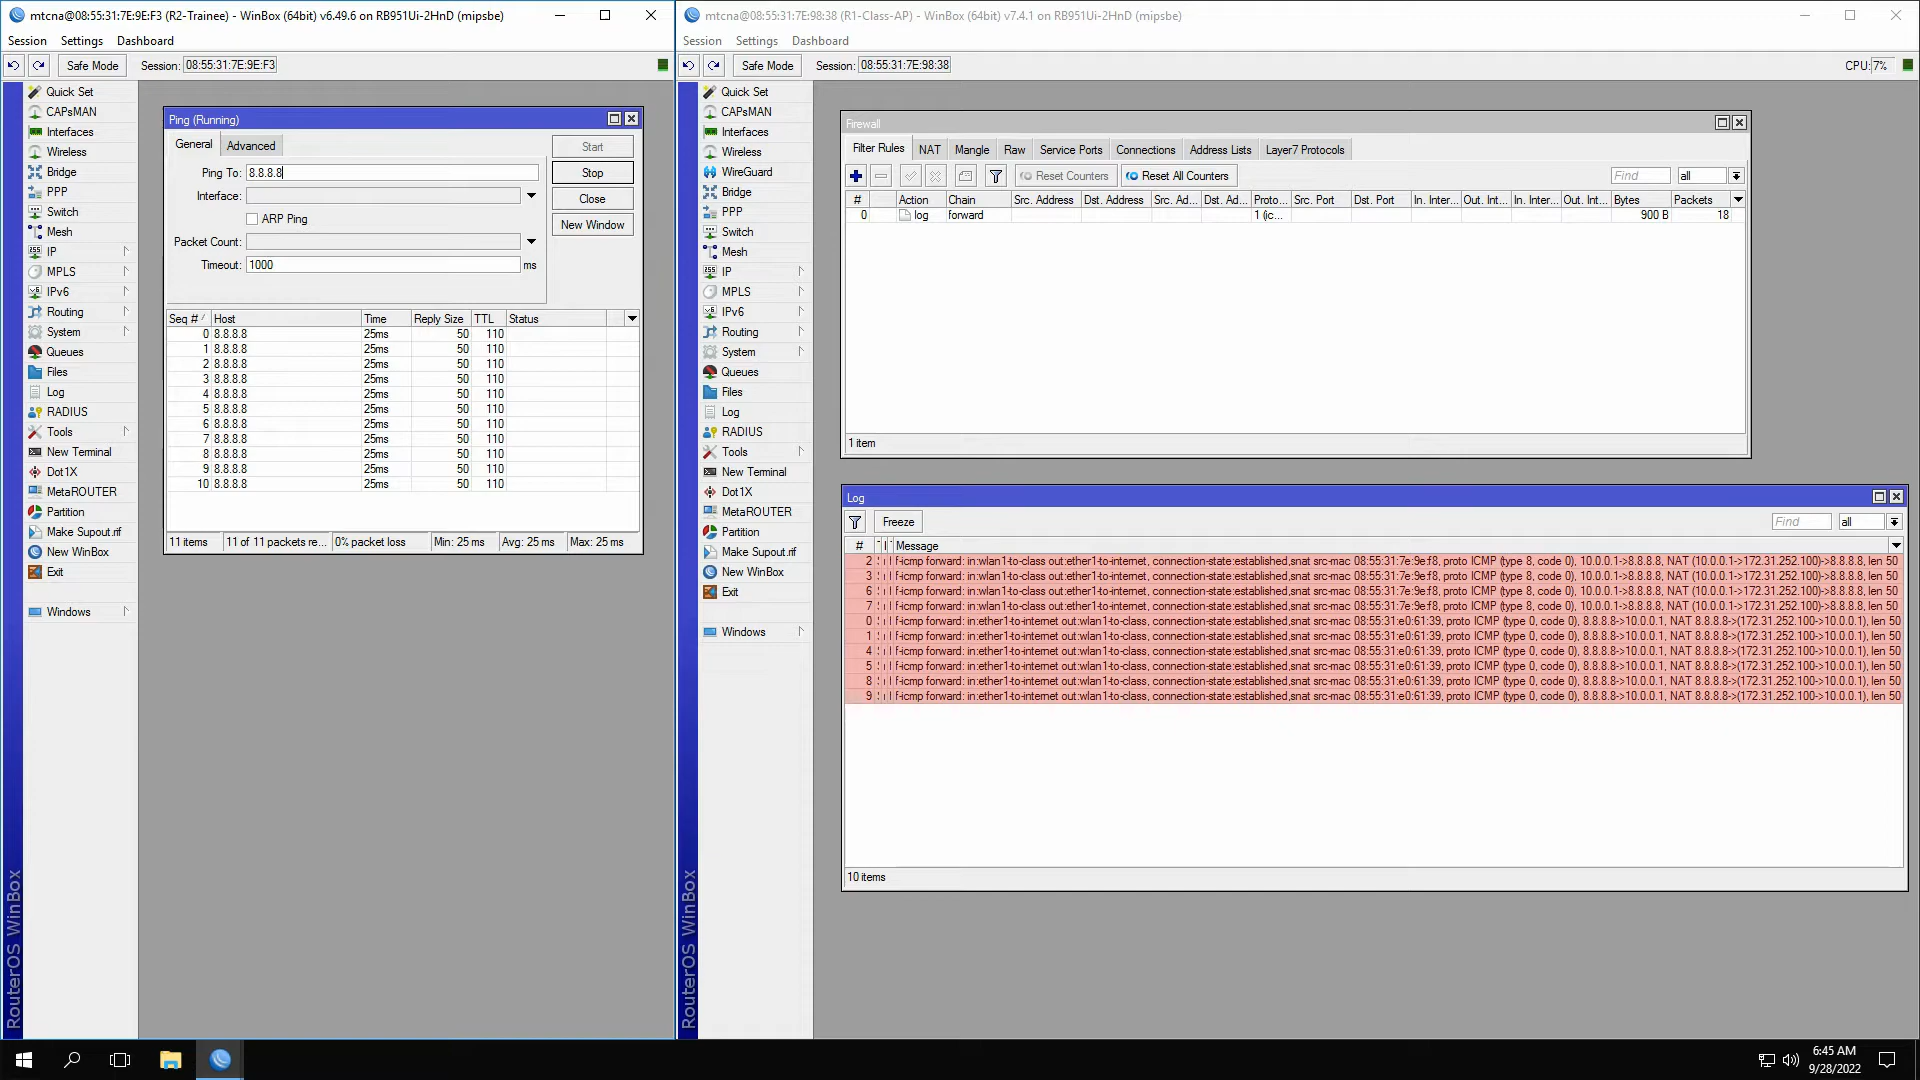 mtcna@08:55:31:7E:9E:F3 (R2-Trainee) - WinBox (64bit) v6.49.6 on RB951Ui-2HnD (mipsbe)
Session Settings Dashboard
Safe Mode Session: 08:55:31:7E:9E:F3
Quick Set
CAPsMAN
Interfaces
Wireless
Bridge
PPP
Switch
Mesh
IP
MPLS
IPv6
Routing
System
Queues
Files
Log
RADIUS
Tools
New Terminal
Dot1X
MetaROUTER
Partition
Make Supout.rif
New WinBox
Exit
Windows
RouterOS WinBox
Ping (Running)
General Advanced
Ping To: 8.8.8.8
Interface:
ARP Ping
Packet Count:
Timeout: 1000 ms
Start
Stop
Close
New Window
Seq # Host Time Reply Size TTL Status
0 8.8.8.8 25ms 50 110
1 8.8.8.8 25ms 50 110
2 8.8.8.8 25ms 50 110
3 8.8.8.8 25ms 50 110
4 8.8.8.8 25ms 50 110
5 8.8.8.8 25ms 50 110
6 8.8.8.8 25ms 50 110
7 8.8.8.8 25ms 50 110
8 8.8.8.8 25ms 50 110
9 8.8.8.8 25ms 50 110
10 8.8.8.8 25ms 50 110
11 items 11 of 11 packets re... 0% packet loss Min: 25 ms Avg: 25 ms Max: 25 ms
mtcna@08:55:31:7E:98:38 (R1-Class-AP) - WinBox (64bit) v7.4.1 on RB951Ui-2HnD (mipsbe)
Session Settings Dashboard
Safe Mode Session: 08:55:31:7E:98:38 CPU: 7%
Quick Set
CAPsMAN
Interfaces
Wireless
WireGuard
Bridge
PPP
Switch
Mesh
IP
MPLS
IPv6
Routing
System
Queues
Files
Log
RADIUS
Tools
New Terminal
Dot1X
MetaROUTER
Partition
Make Supout.rif
New WinBox
Exit
Windows
RouterOS WinBox
Firewall
Filter Rules NAT Mangle Raw Service Ports Connections Address Lists Layer7 Protocols
Reset Counters Reset All Counters Find all
# Action Chain Src. Address Dst. Address Src. Ad... Dst. Ad... Proto... Src. Port Dst. Port In. Inter... Out. Int... In. Inter... Out. Int... Bytes Packets
0 log forward 1 (ic... 900 B 18
1 item
Log
Freeze Find all
# Message
2 f-icmp forward: in:wlan1-to-class out:ether1-to-internet, connection-state:established,snat src-mac 08:55:31:7e:9e:f8, proto ICMP (type 8, code 0), 10.0.0.1->8.8.8.8, NAT (10.0.0.1->172.31.252.100)->8.8.8.8, len 50
3 f-icmp forward: in:wlan1-to-class out:ether1-to-internet, connection-state:established,snat src-mac 08:55:31:7e:9e:f8, proto ICMP (type 8, code 0), 10.0.0.1->8.8.8.8, NAT (10.0.0.1->172.31.252.100)->8.8.8.8, len 50
6 f-icmp forward: in:wlan1-to-class out:ether1-to-internet, connection-state:established,snat src-mac 08:55:31:7e:9e:f8, proto ICMP (type 8, code 0), 10.0.0.1->8.8.8.8, NAT (10.0.0.1->172.31.252.100)->8.8.8.8, len 50
7 f-icmp forward: in:wlan1-to-class out:ether1-to-internet, connection-state:established,snat src-mac 08:55:31:7e:9e:f8, proto ICMP (type 8, code 0), 10.0.0.1->8.8.8.8, NAT (10.0.0.1->172.31.252.100)->8.8.8.8, len 50
0 f-icmp forward: in:ether1-to-internet out:wlan1-to-class, connection-state:established,snat src-mac 08:55:31:e0:61:39, proto ICMP (type 0, code 0), 8.8.8.8->10.0.0.1, NAT 8.8.8.8->(172.31.252.100->10.0.0.1), len 50
1 f-icmp forward: in:ether1-to-internet out:wlan1-to-class, connection-state:established,snat src-mac 08:55:31:e0:61:39, proto ICMP (type 0, code 0), 8.8.8.8->10.0.0.1, NAT 8.8.8.8->(172.31.252.100->10.0.0.1), len 50
4 f-icmp forward: in:ether1-to-internet out:wlan1-to-class, connection-state:established,snat src-mac 08:55:31:e0:61:39, proto ICMP (type 0, code 0), 8.8.8.8->10.0.0.1, NAT 8.8.8.8->(172.31.252.100->10.0.0.1), len 50
5 f-icmp forward: in:ether1-to-internet out:wlan1-to-class, connection-state:established,snat src-mac 08:55:31:e0:61:39, proto ICMP (type 0, code 0), 8.8.8.8->10.0.0.1, NAT 8.8.8.8->(172.31.252.100->10.0.0.1), len 50
8 f-icmp forward: in:ether1-to-internet out:wlan1-to-class, connection-state:established,snat src-mac 08:55:31:e0:61:39, proto ICMP (type 0, code 0), 8.8.8.8->10.0.0.1, NAT 8.8.8.8->(172.31.252.100->10.0.0.1), len 50
9 f-icmp forward: in:ether1-to-internet out:wlan1-to-class, connection-state:established,snat src-mac 08:55:31:e0:61:39, proto ICMP (type 0, code 0), 8.8.8.8->10.0.0.1, NAT 8.8.8.8->(172.31.252.100->10.0.0.1), len 50
10 items
6:45 AM
9/28/2022